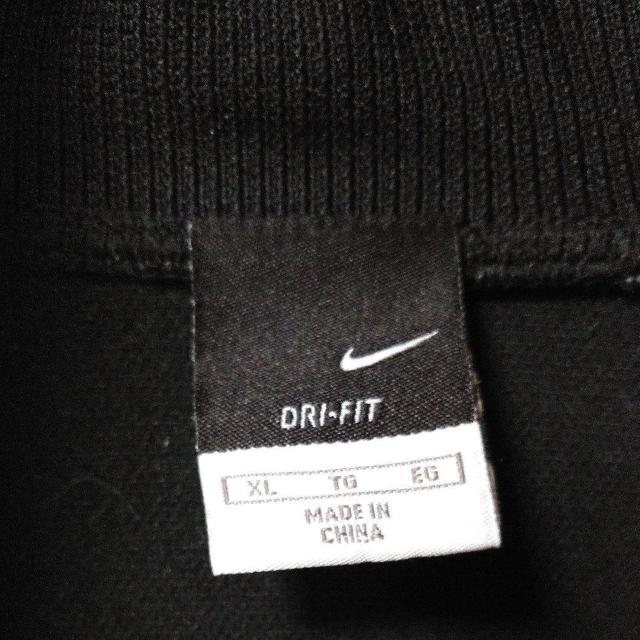 DRI-FIT
XL TG EG
MADE IN
CHINA